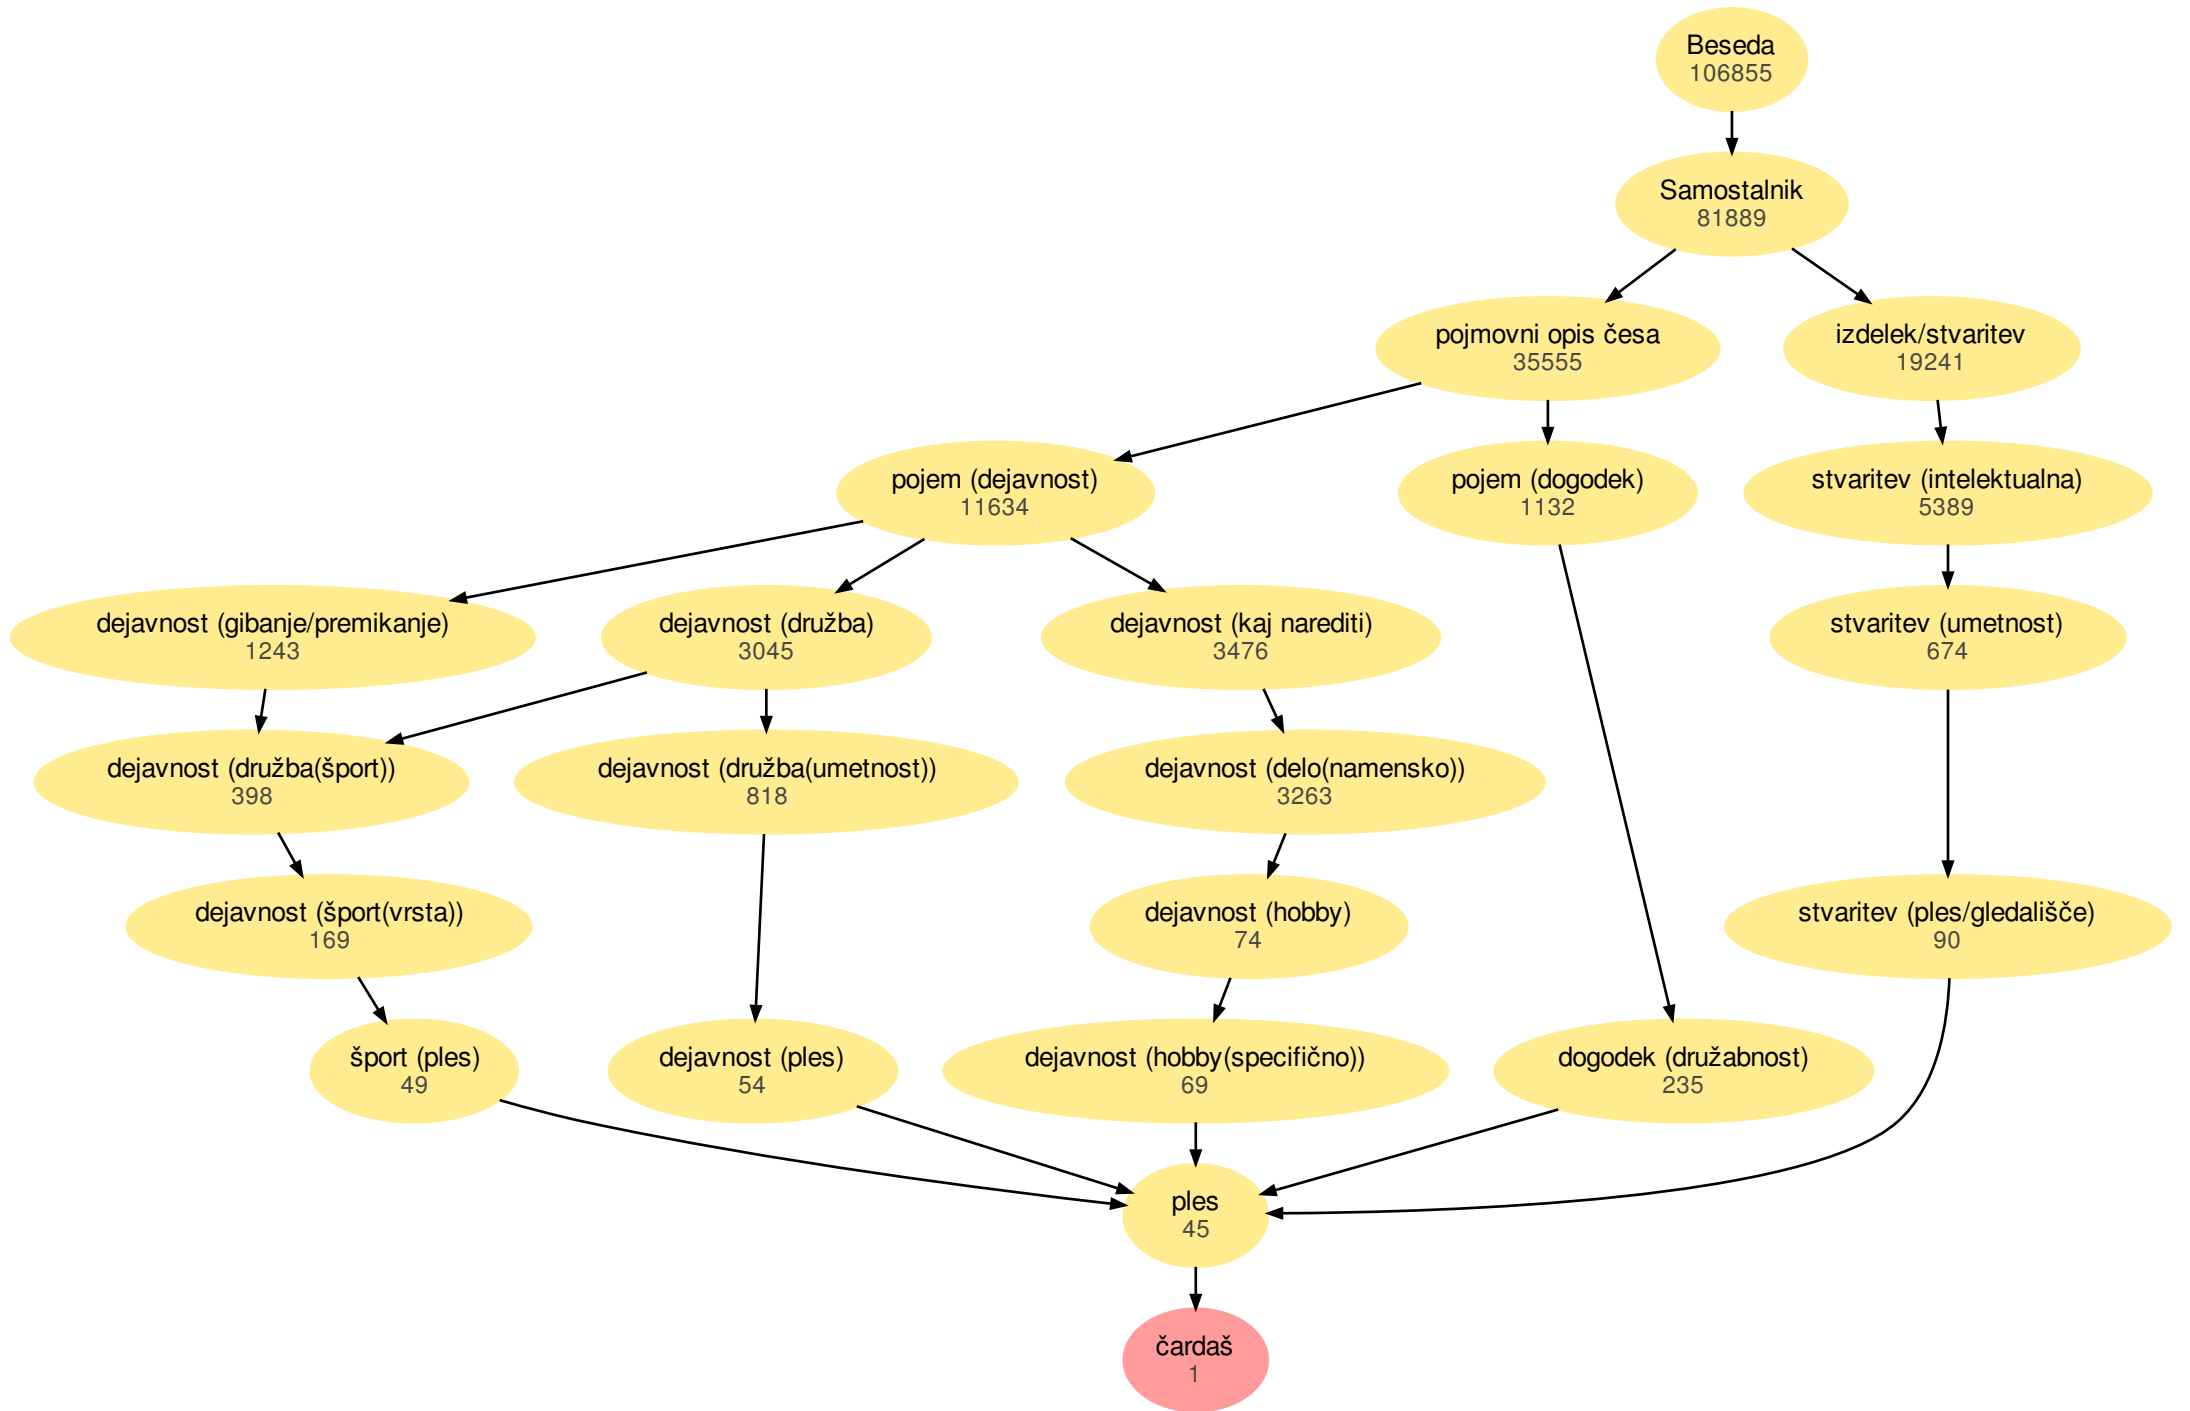 Beseda
106855
Samostalnik
81889
pojmovni opis česa
35555
izdelek/stvaritev
19241
pojem (dejavnost)
11634
pojem (dogodek)
1132
stvaritev (intelektualna)
5389
dejavnost (gibanje/premikanje)
1243
dejavnost (družba)
3045
dejavnost (kaj narediti)
3476
stvaritev (umetnost)
674
dejavnost (družba(šport))
398
dejavnost (družba(umetnost))
818
dejavnost (delo(namensko))
3263
dejavnost (šport(vrsta))
169
dejavnost (hobby)
74
stvaritev (ples/gledališče)
90
šport (ples)
49
dejavnost (ples)
54
dejavnost (hobby(specifično))
69
dogodek (družabnost)
235
ples
45
čardaš
1